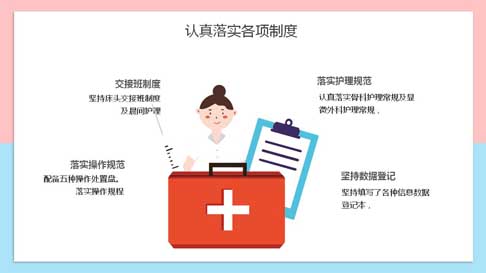 认真落实各项制度
交接班制度
坚持床头交接班制度
及晨间护理
落实护理规范
认真落实骨科护理常规及显
微外科护理常规．
落实操作规范
配备五种操作处置盘。
落实操作规程
坚持数据登记
坚持填写了各种信息数据
登记本．